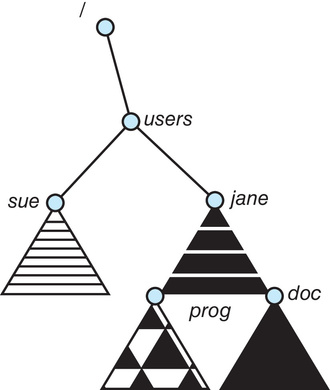 /
users
sue
jane
prog
doc